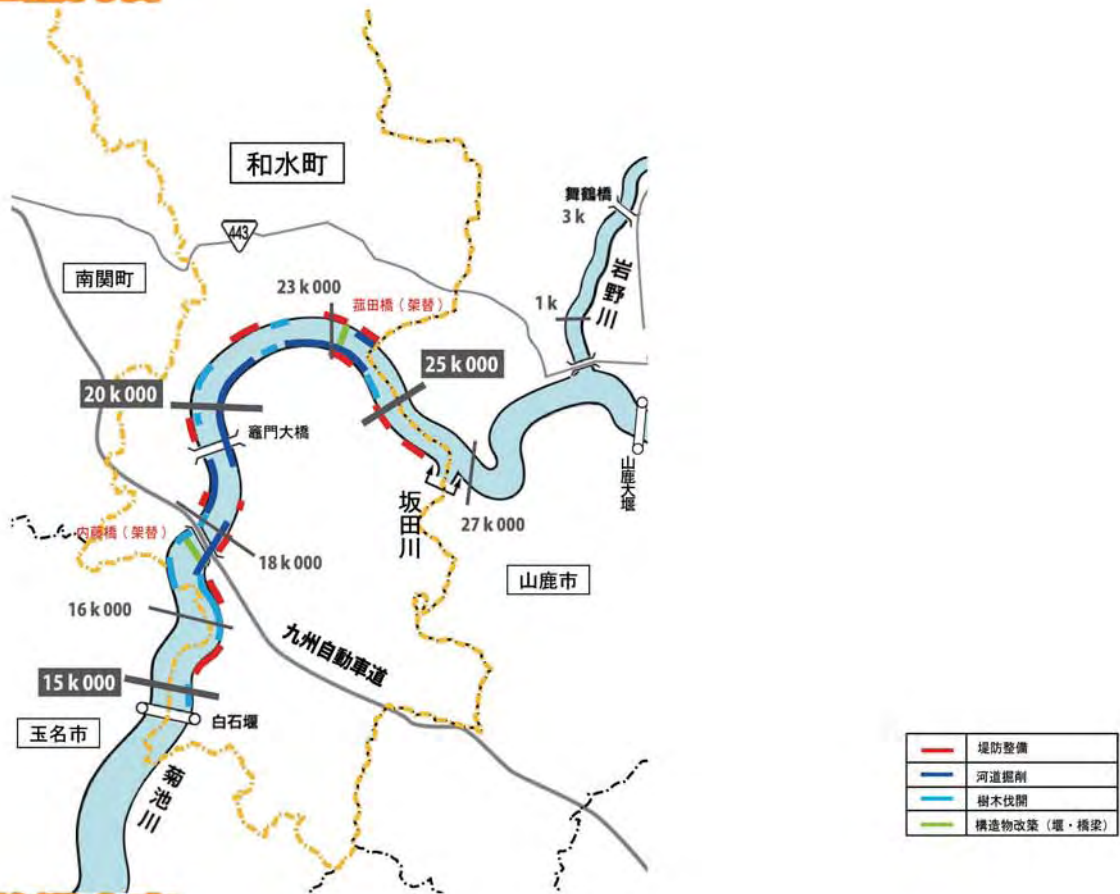 和水町
舞鶴橋
3 k
443
岩野川
南関町
23 k 000
菰田橋（架替）
1 k
25 k 000
20 k 000
竈門大橋
山鹿大堰
坂田川
27 k 000
内藤橋（架替）
18 k 000
山鹿市
16 k 000
九州自動車道
15 k 000
白石堰
玉名市
菊池川
堤防整備
河道掘削
樹木伐開
構造物改築（堰・橋梁）